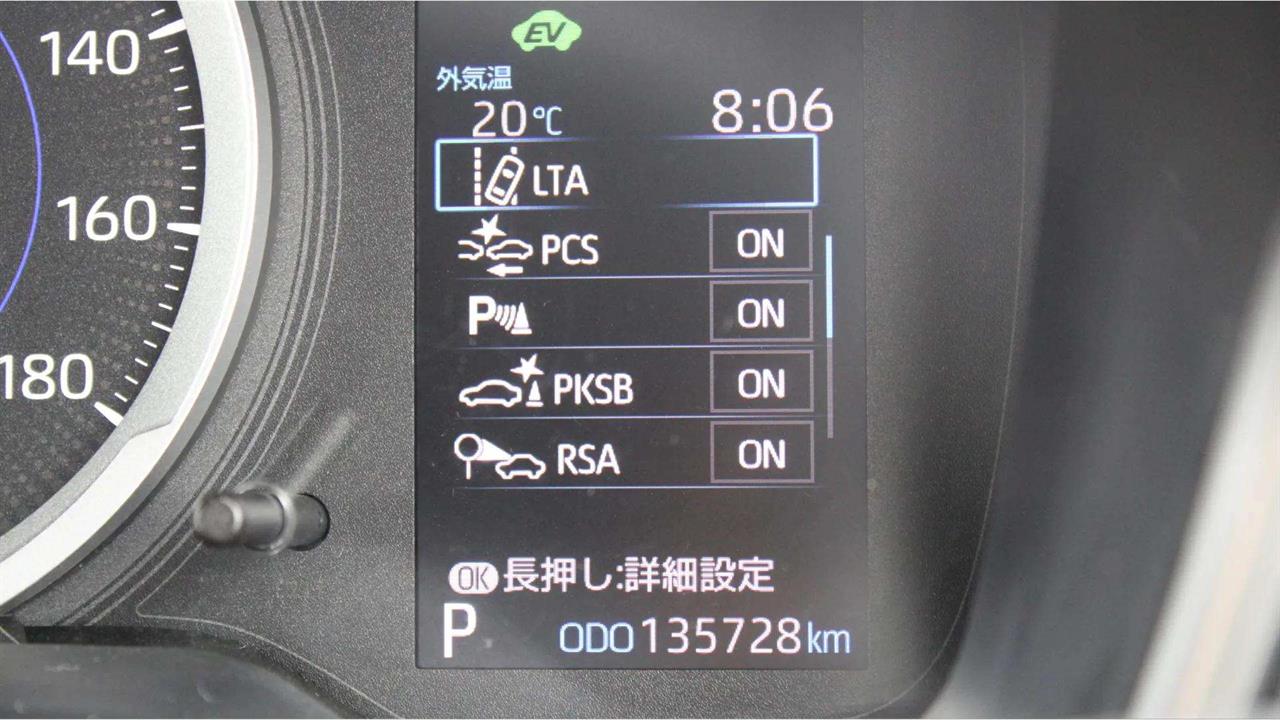 140
160
180
EV
外気温
20℃ 8:06
LTA
PCS ON
P ON
PKSB ON
RSA ON
OK 長押し:詳細設定
P ODO 135728 km